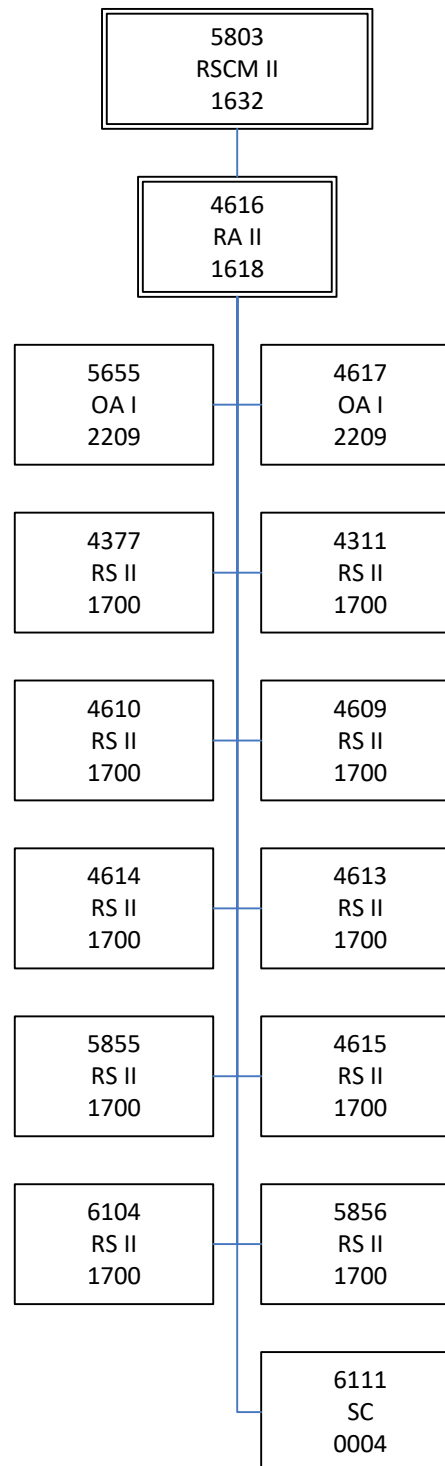 5803
RSCM II
1632
4616
RA II
1618
5655
OA I
2209
4617
OA I
2209
4377
RS II
1700
4311
RS II
1700
4610
RS II
1700
4609
RS II
1700
4614
RS II
1700
4613
RS II
1700
5855
RS II
1700
4615
RS II
1700
6104
RS II
1700
5856
RS II
1700
6111
SC
0004